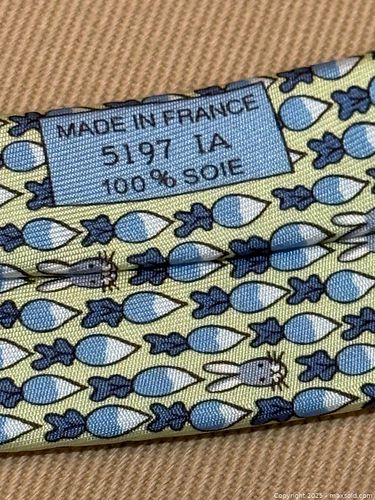 MADE IN FRANCE
5197 IA
100% SOIE
Copyright 2025 - maxsold.com